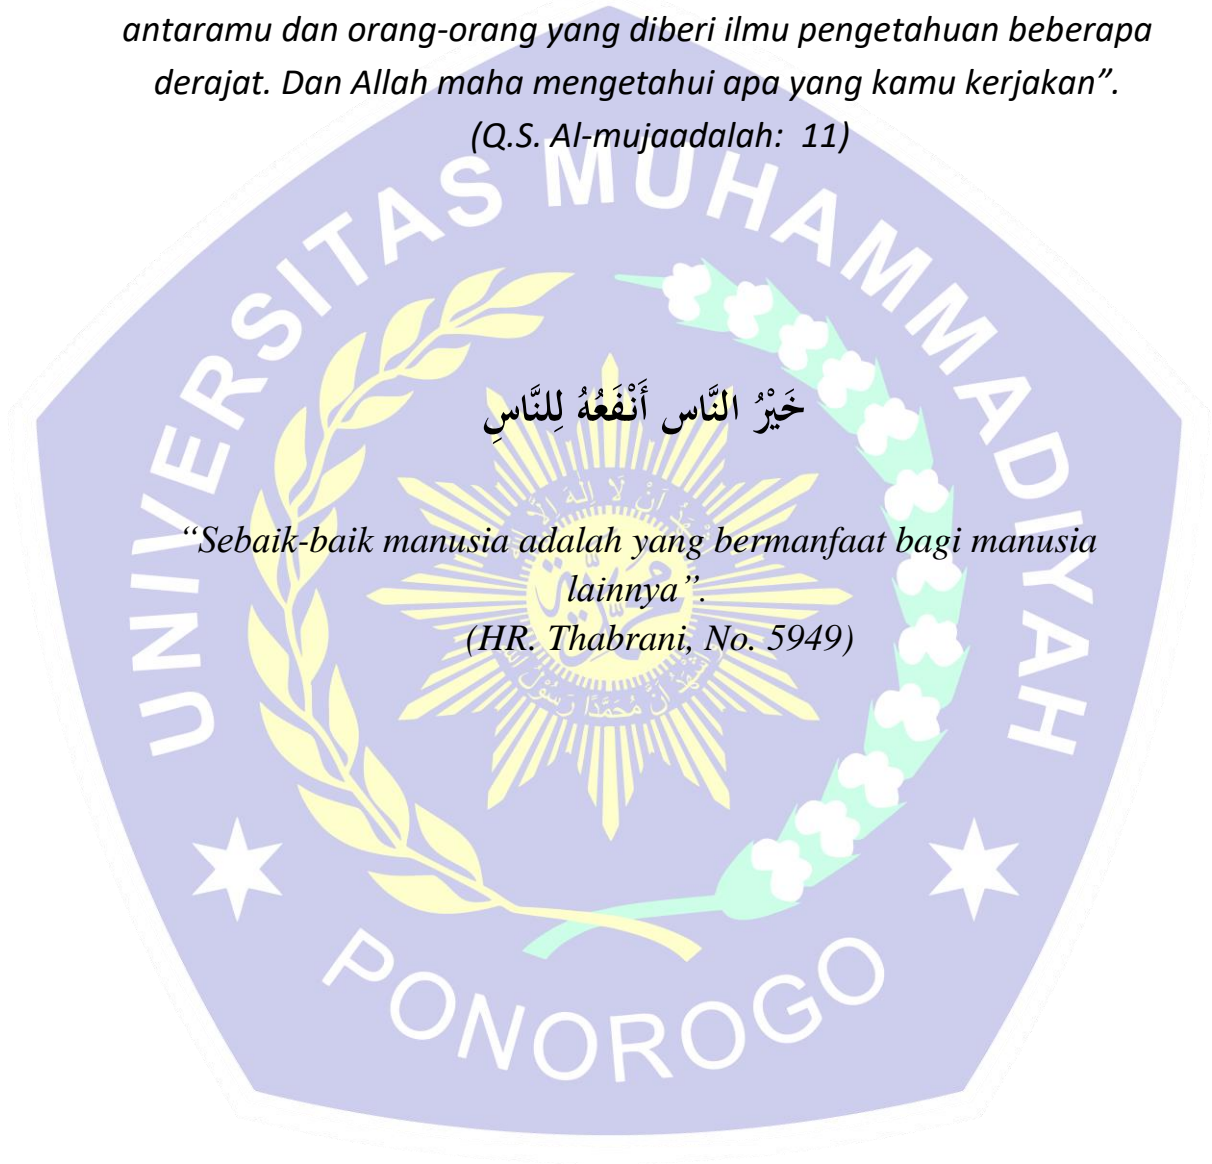 antaramu dan orang-orang yang diberi ilmu pengetahuan beberapa
derajat. Dan Allah maha mengetahui apa yang kamu kerjakan”.
(Q.S. Al-mujaadalah: 11)
UNIVERSITAS MUHAMMADIYAH
خَيْرُ النَّاس أَنْفَعُهُ لِلنَّاسِ
“Sebaik-baik manusia adalah yang bermanfaat bagi manusia
lainnya”.
(HR. Thabrani, No. 5949)
PONOROGO